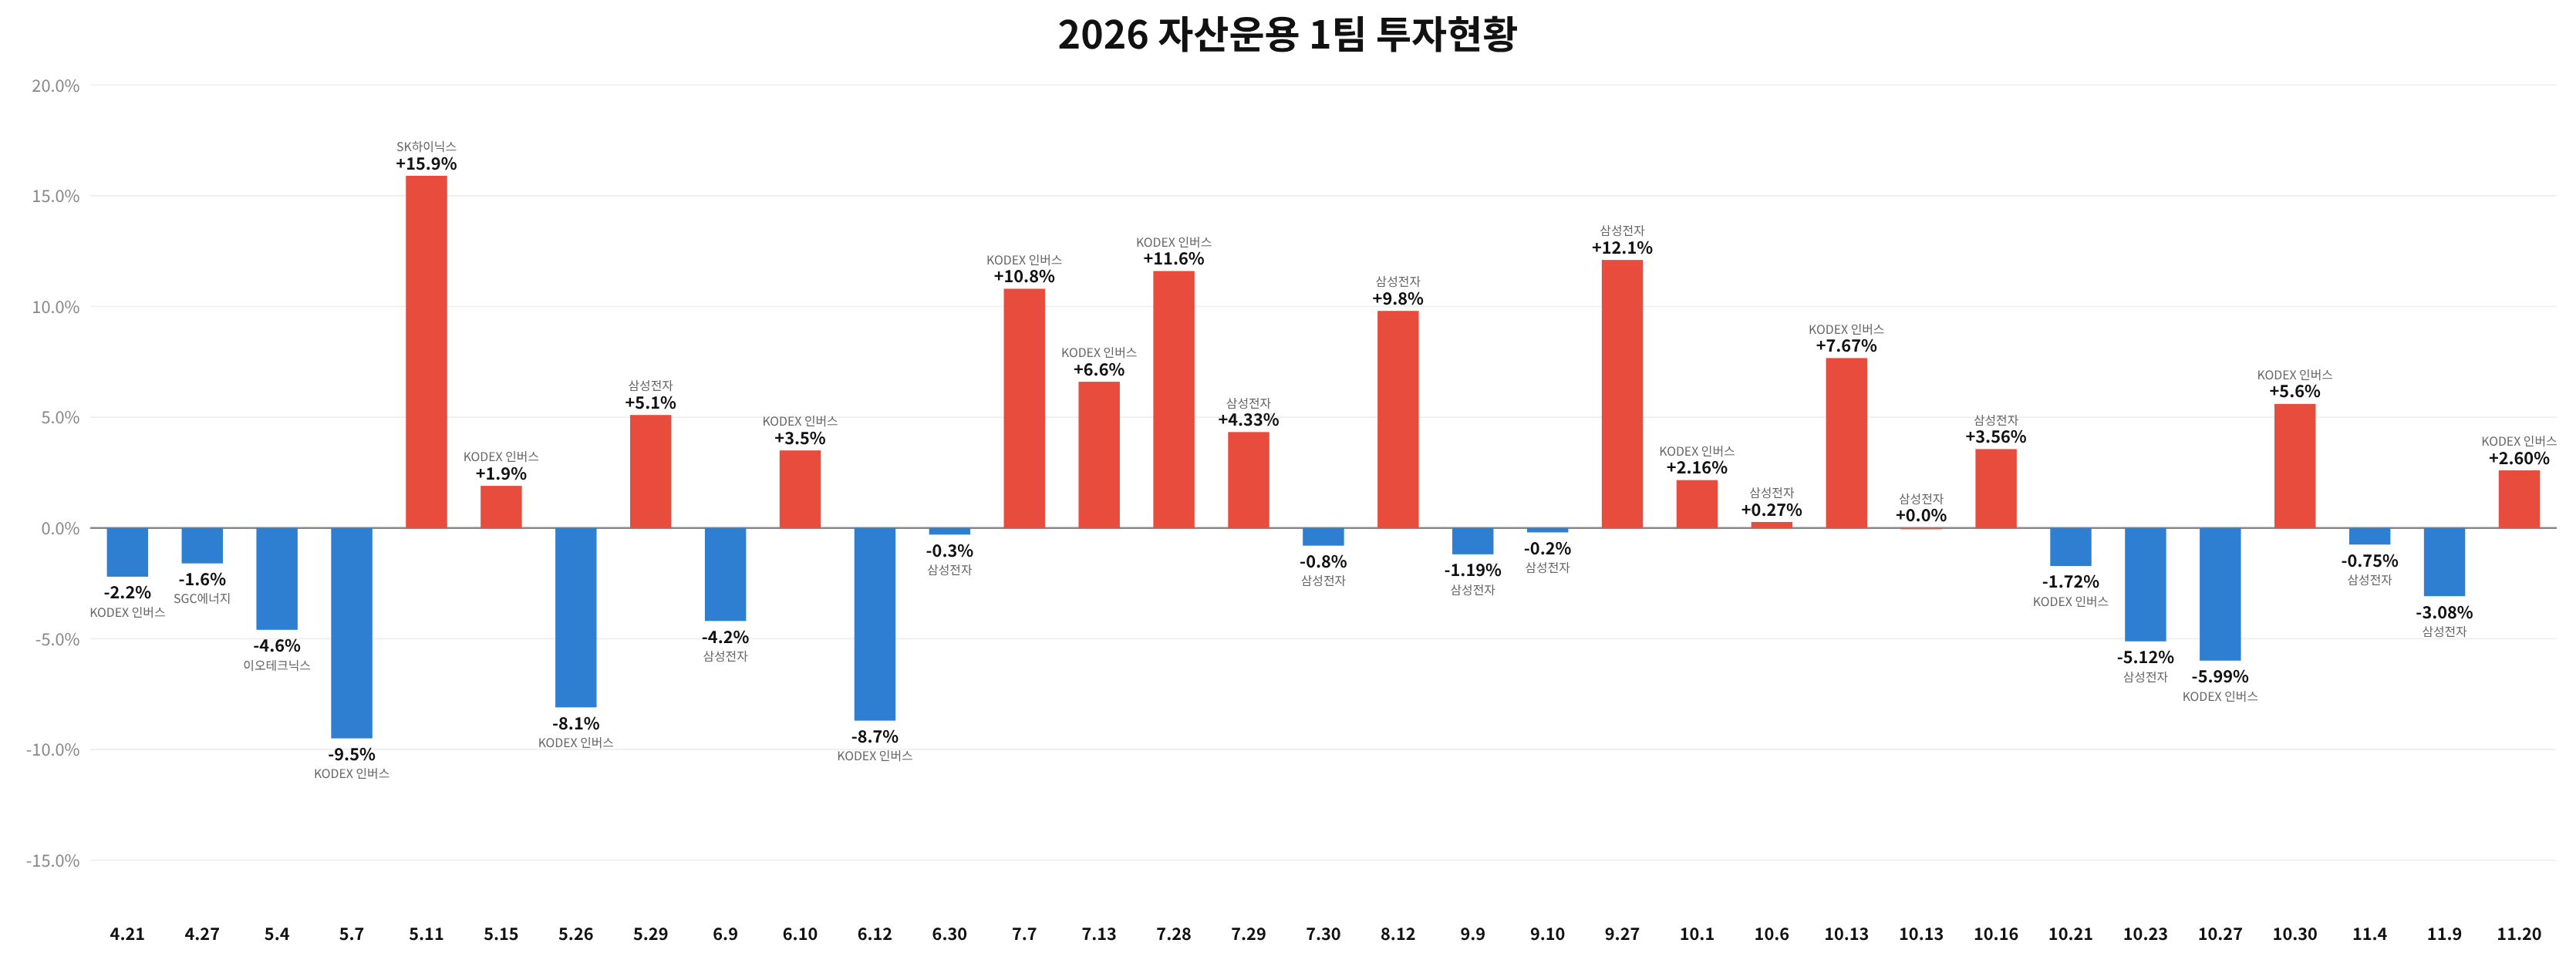 2026 자산운용 1팀 투자현황
20.0%
15.0%
10.0%
5.0%
0.0%
-5.0%
-10.0%
-15.0%
-2.2%
KODEX 인버스
-1.6%
SGC에너지
-4.6%
이오테크닉스
-9.5%
KODEX 인버스
SK하이닉스
+15.9%
KODEX 인버스
+1.9%
-8.1%
KODEX 인버스
삼성전자
+5.1%
-4.2%
삼성전자
KODEX 인버스
+3.5%
-8.7%
KODEX 인버스
-0.3%
삼성전자
KODEX 인버스
+10.8%
KODEX 인버스
+6.6%
KODEX 인버스
+11.6%
삼성전자
+4.33%
-0.8%
삼성전자
삼성전자
+9.8%
-1.19%
삼성전자
-0.2%
삼성전자
삼성전자
+12.1%
KODEX 인버스
+2.16%
삼성전자
+0.27%
KODEX 인버스
+7.67%
삼성전자
+0.0%
삼성전자
+3.56%
-1.72%
KODEX 인버스
-5.12%
삼성전자
-5.99%
KODEX 인버스
KODEX 인버스
+5.6%
-0.75%
삼성전자
-3.08%
삼성전자
KODEX 인버스
+2.60%
4.21 4.27 5.4 5.7 5.11 5.15 5.26 5.29 6.9 6.10 6.12 6.30 7.7 7.13 7.28 7.29 7.30 8.12 9.9 9.10 9.27 10.1 10.6 10.13 10.13 10.16 10.21 10.23 10.27 10.30 11.4 11.9 11.20